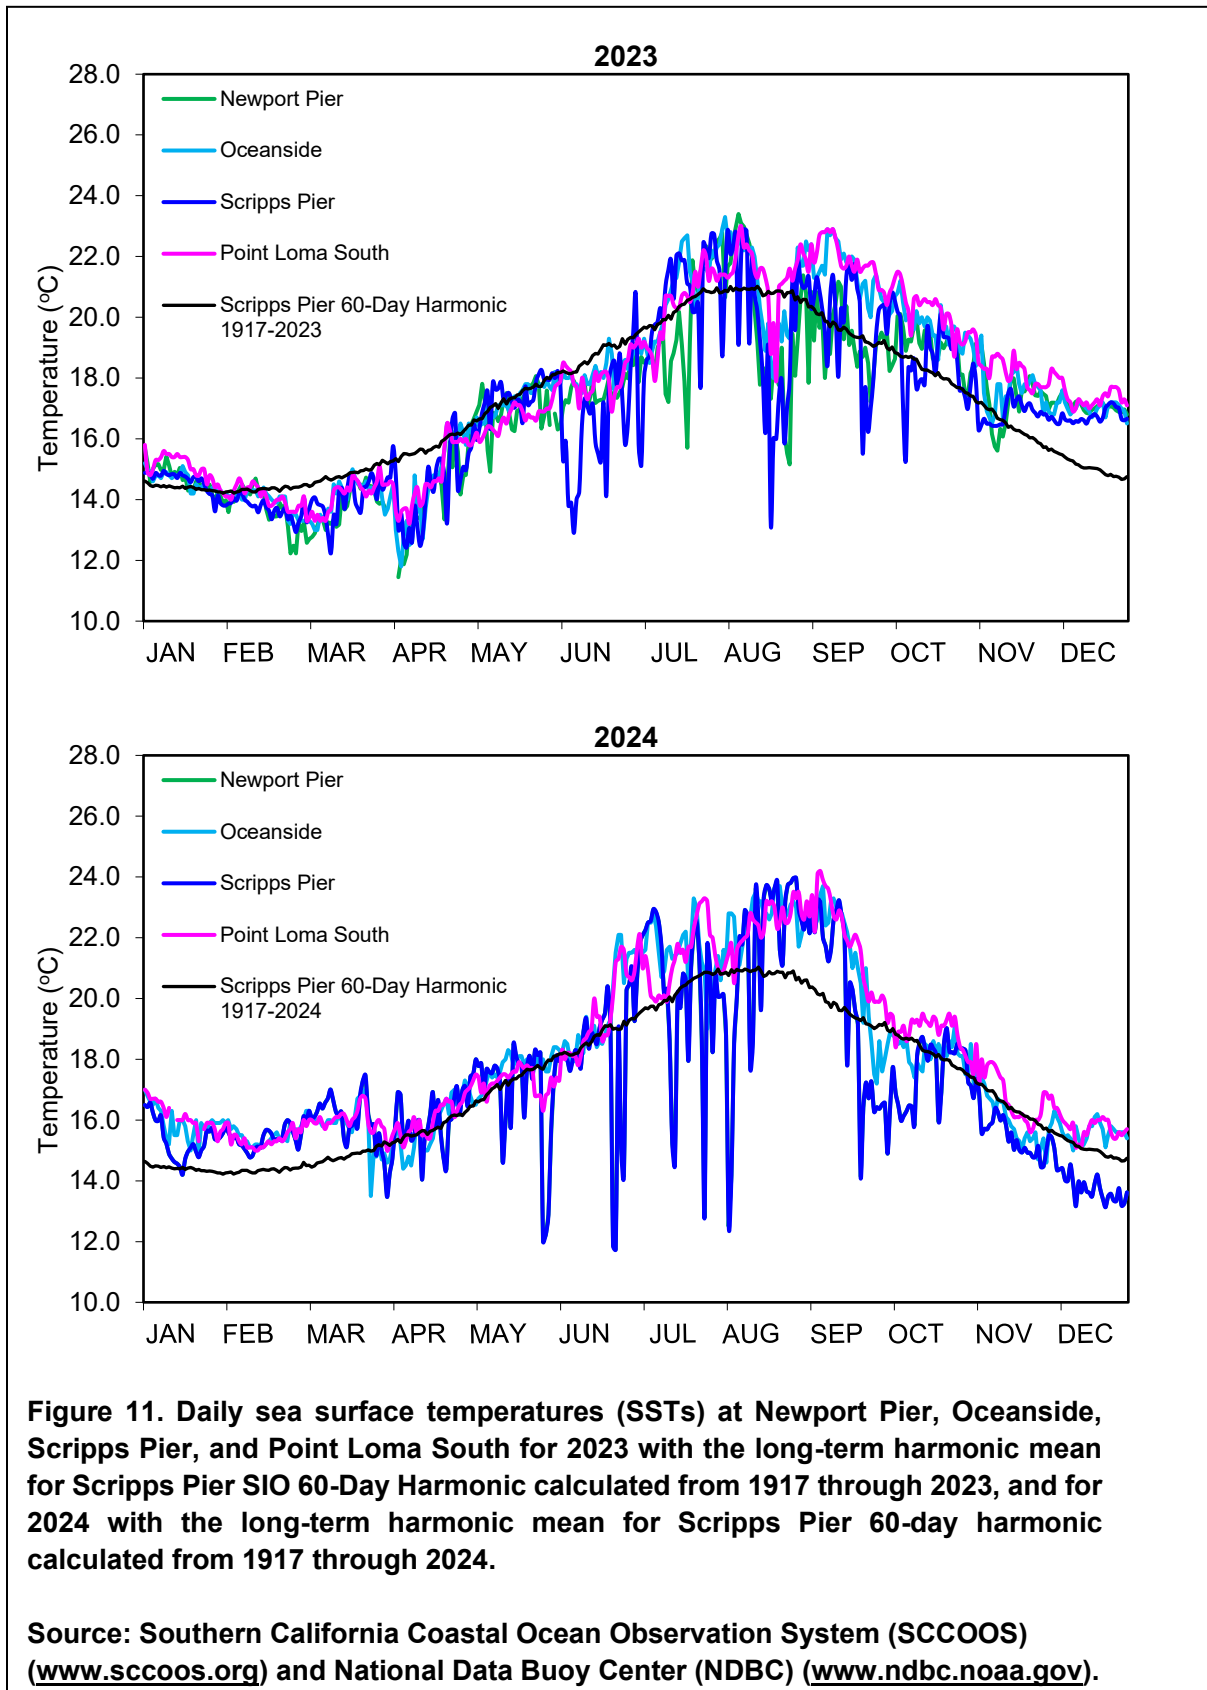 2023
28.0
26.0
24.0
22.0
20.0
18.0
16.0
14.0
12.0
10.0
Temperature (ºC)
Newport Pier
Oceanside
Scripps Pier
Point Loma South
Scripps Pier 60-Day Harmonic
1917-2023
JAN FEB MAR APR MAY JUN JUL AUG SEP OCT NOV DEC
2024
28.0
26.0
24.0
22.0
20.0
18.0
16.0
14.0
12.0
10.0
Temperature (ºC)
Newport Pier
Oceanside
Scripps Pier
Point Loma South
Scripps Pier 60-Day Harmonic
1917-2024
JAN FEB MAR APR MAY JUN JUL AUG SEP OCT NOV DEC
Figure 11. Daily sea surface temperatures (SSTs) at Newport Pier, Oceanside,
Scripps Pier, and Point Loma South for 2023 with the long-term harmonic mean
for Scripps Pier SIO 60-Day Harmonic calculated from 1917 through 2023, and for
2024 with the long-term harmonic mean for Scripps Pier 60-day harmonic
calculated from 1917 through 2024.
Source: Southern California Coastal Ocean Observation System (SCCOOS)
(www.sccoos.org) and National Data Buoy Center (NDBC) (www.ndbc.noaa.gov).